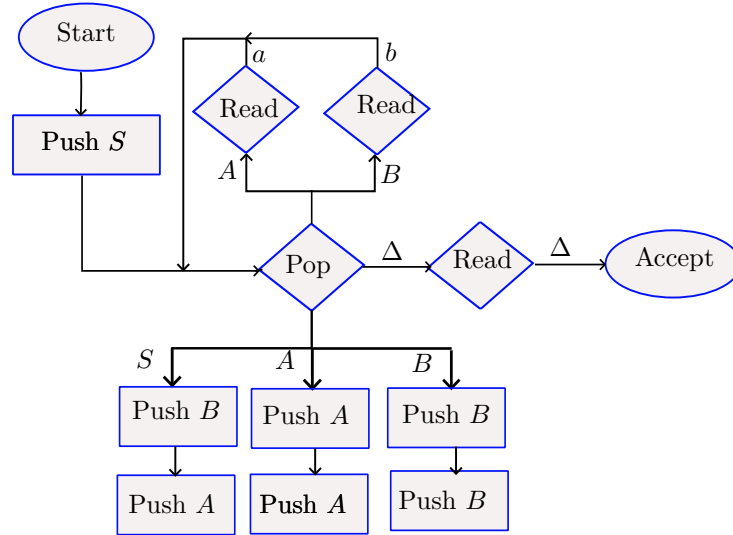 Start
a
b
Read
Read
Push S
A
B
Pop
Δ
Read
Δ
Accept
S
A
B
Push B
Push A
Push B
Push A
Push A
Push B